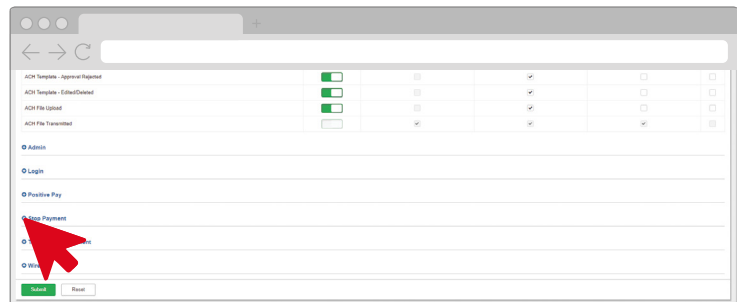 ACH Template - Approval Rejected
ACH Template - Edited/Deleted
ACH File Upload
ACH File Transmitted
Admin
Login
Positive Pay
Stop Payment
Submit Reset